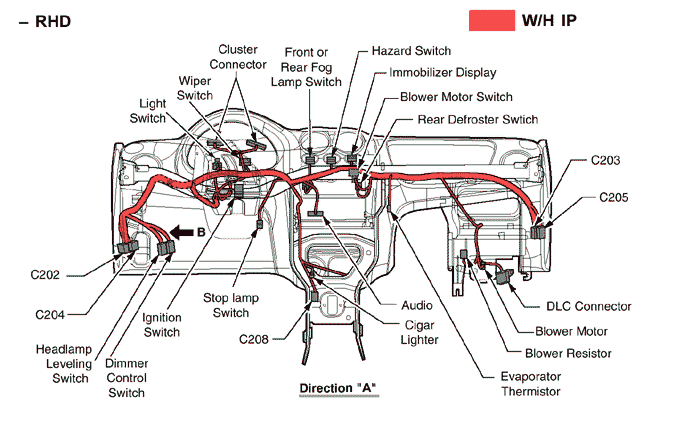 – RHD
W/H IP
Cluster
Connector
Front or
Rear Fog
Lamp Switch
Hazard Switch
Immobilizer Display
Wiper
Switch
Blower Motor Switch
Light
Switch
Rear Defroster Swtich
C203
C205
B
C202
C204
Stop lamp
Switch
Ignition
Switch
C208
Audio
Cigar
Lighter
DLC Connector
Blower Motor
Blower Resistor
Headlamp
Leveling
Switch
Dimmer
Control
Switch
Evaporator
Thermistor
Direction "A"